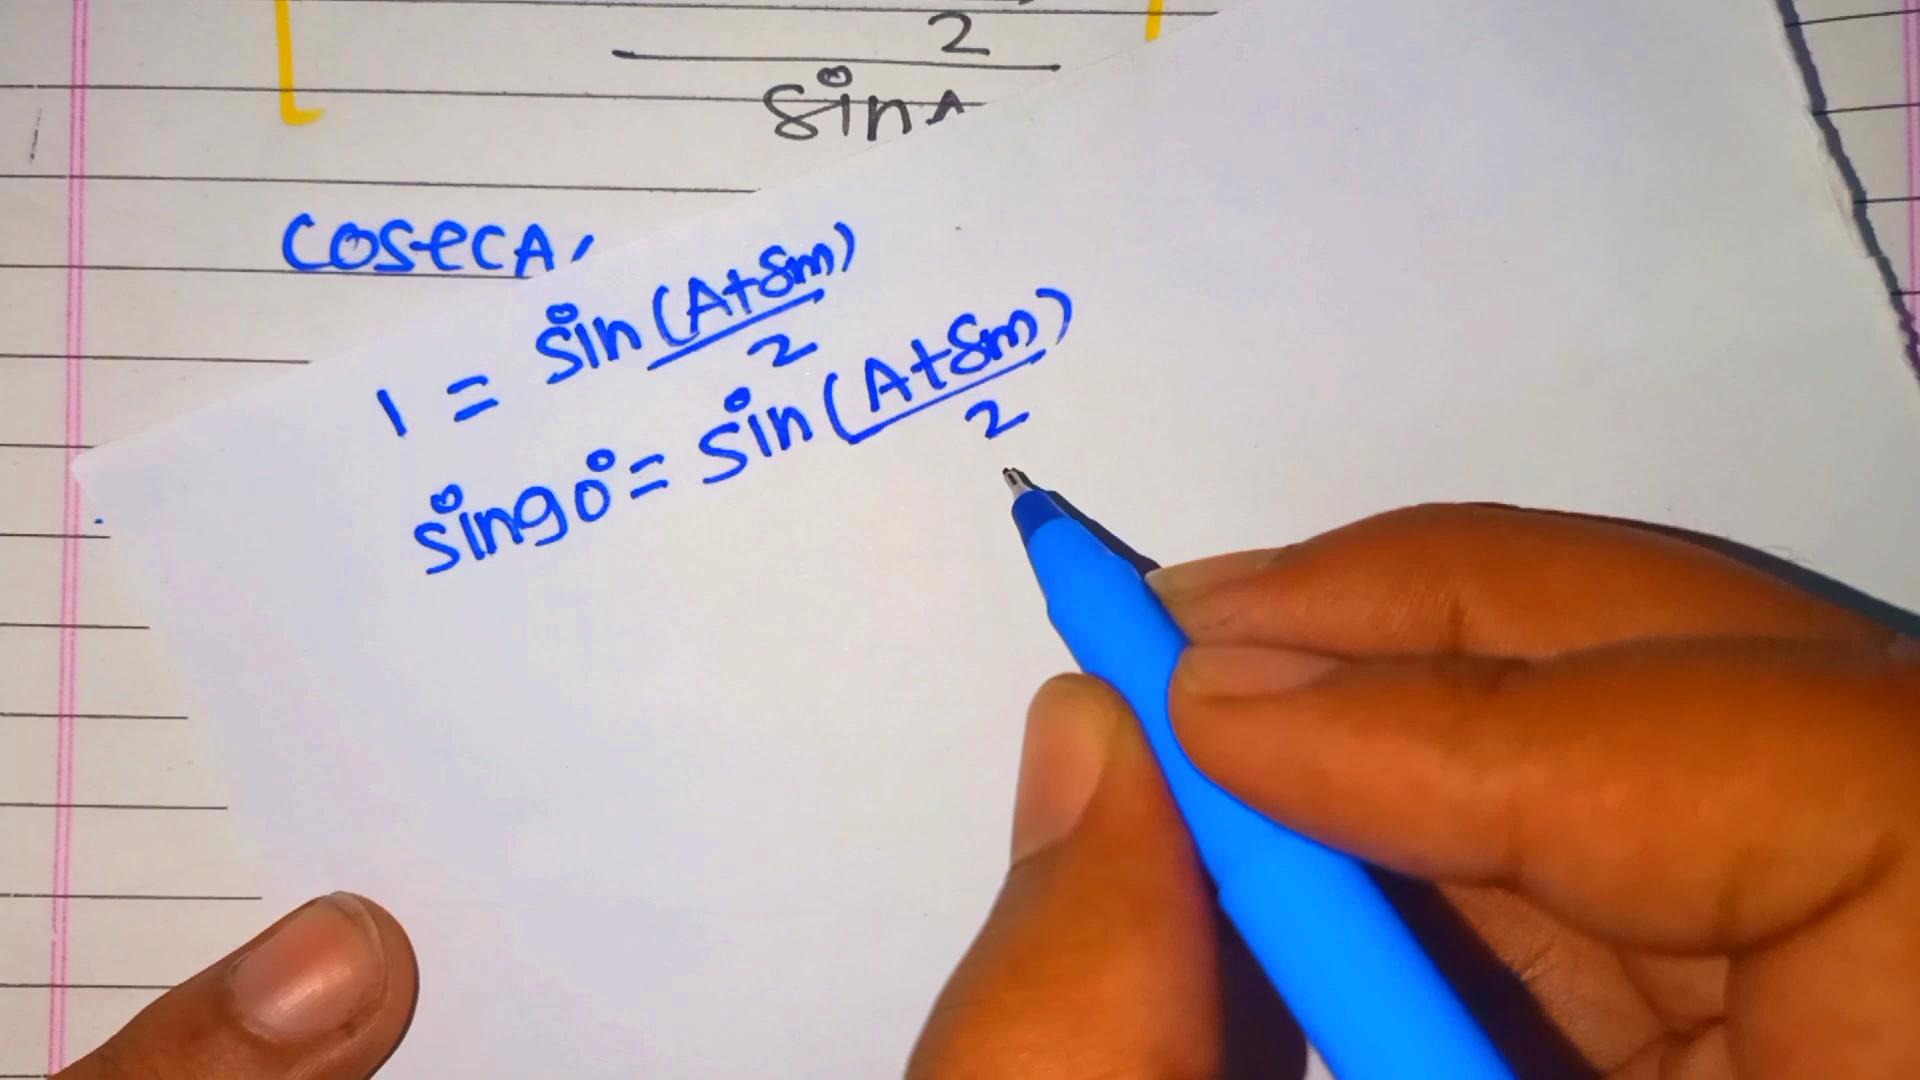 2
sin A
cosecA
1 = sin (A+δm)
2
sin90° = sin (A+δm)
2